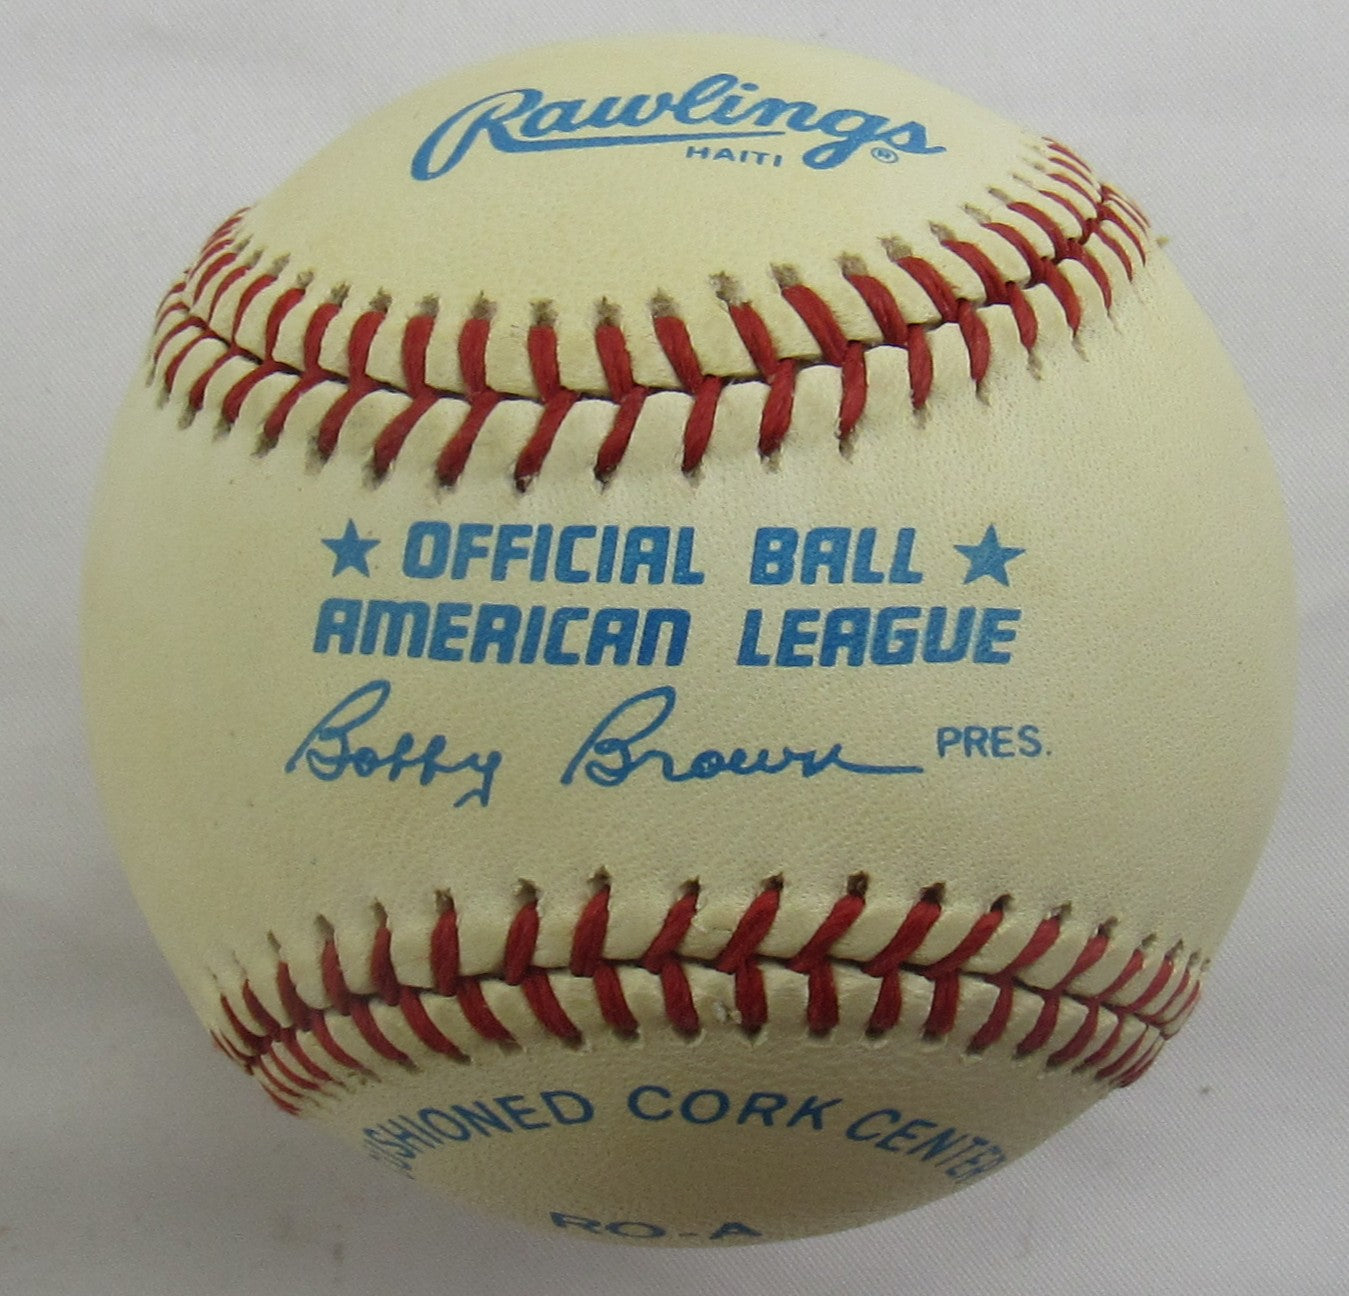 Rawlings®
HAITI
★ OFFICIAL BALL ★
AMERICAN LEAGUE
Bobby Brown PRES.
CUSHIONED CORK CENTER
RO-A